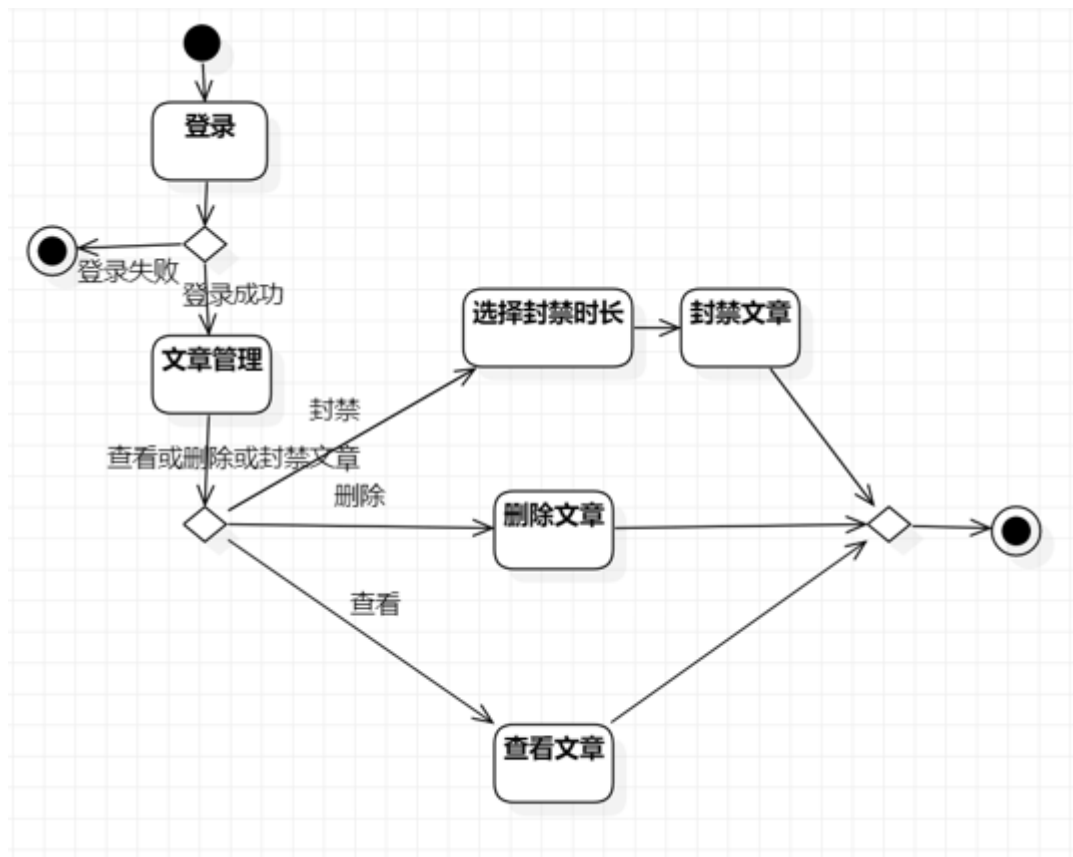 登录
登录失败
登录成功
选择封禁时长
封禁文章
文章管理
封禁
查看或删除或封禁文章
删除
删除文章
查看
查看文章